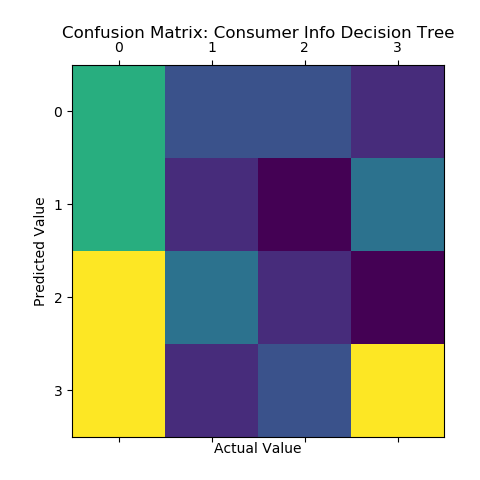 Confusion Matrix: Consumer Info Decision Tree
0 1 2 3
0
1
2
3
Predicted Value
Actual Value